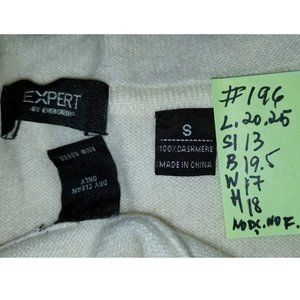 EXPERT
BY EVERGREEN®
S
100% CASHMERE
MADE IN CHINA
DRY CLEAN
ONLY
#196
L. 20.25
Sl 13
B 19.5
W 17
H 18